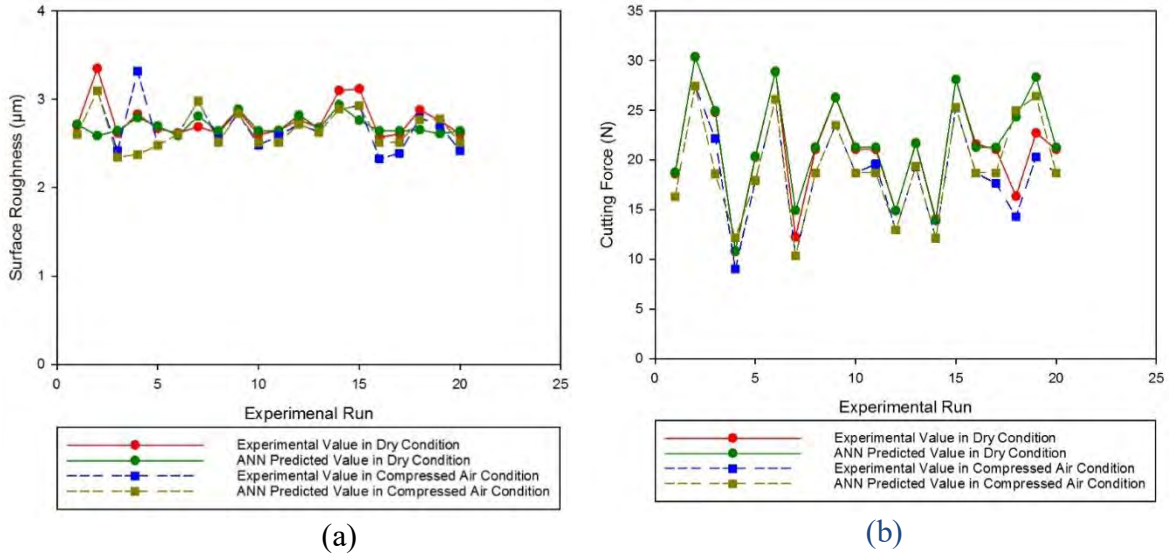 4
3
2
1
0
Surface Roughness (µm)
0 5 10 15 20 25
Experimenal Run
Experimental Value in Dry Condition
ANN Predicted Value in Dry Condition
Experimental Value in Compressed Air Condition
ANN Predicted Value in Compressed Air Condition
(a)
35
30
25
20
15
10
5
0
Cutting Force (N)
0 5 10 15 20 25
Experimental Run
Experimental Value in Dry Condition
ANN Predicted Value in Dry Condition
Experimental Value in Compressed Air Condition
ANN Predicted Value in Compressed Air Condition
(b)